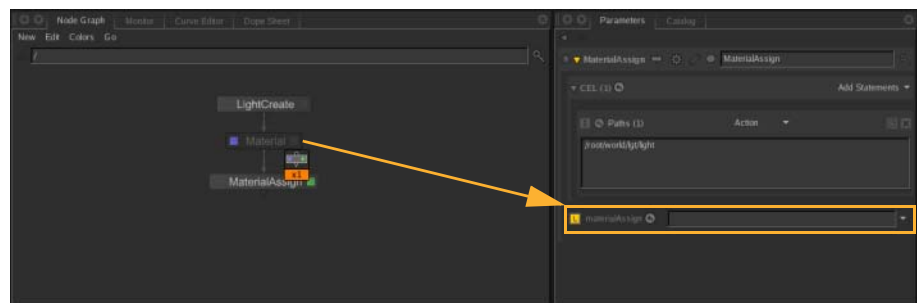 Node Graph Monitor Curve Editor Dope Sheet
New Edit Colors Go
/
LightCreate
Material
x1
MaterialAssign
Parameters Catalog
MaterialAssign MaterialAssign
CEL (1) Add Statements
Paths (1) Action
/root/world/lgt/light
L materialAssign